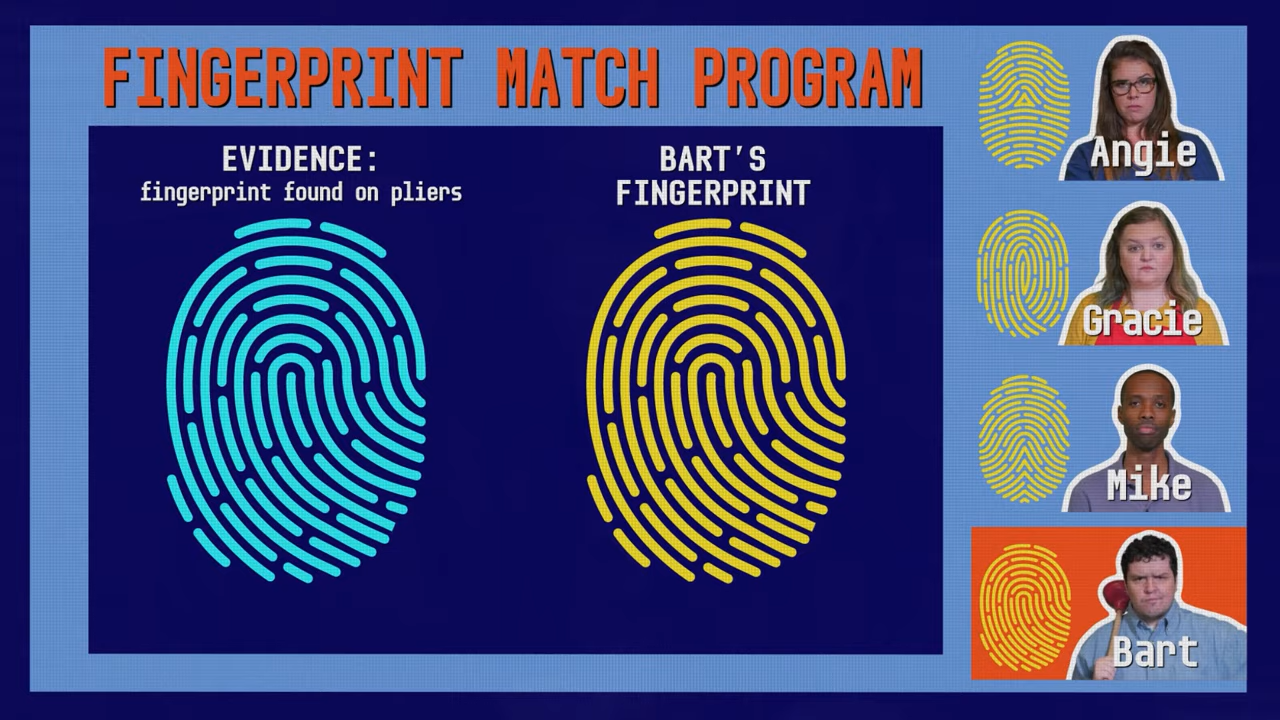 FINGERPRINT MATCH PROGRAM
EVIDENCE:
fingerprint found on pliers
BART'S
FINGERPRINT
Angie
Gracie
Mike
Bart